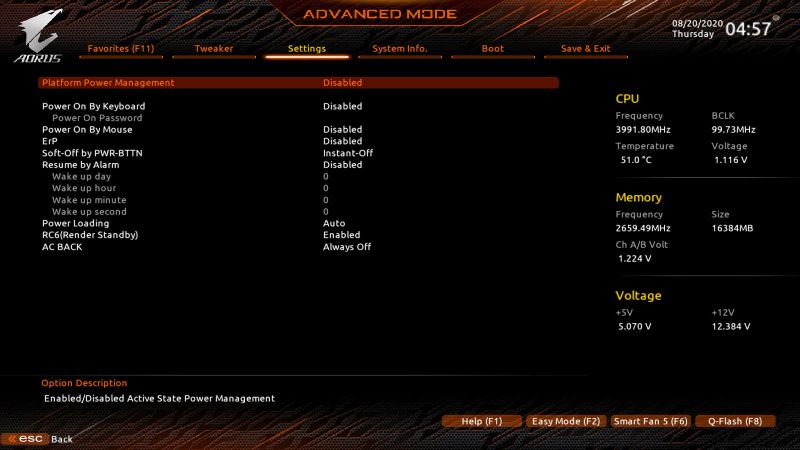 ADVANCED MODE
08/20/2020 Thursday 04:57
AORUS
Favorites (F11) Tweaker Settings System Info. Boot Save & Exit
Platform Power Management Disabled
Power On By Keyboard Disabled
Power On Password
Power On By Mouse Disabled
ErP Disabled
Soft-Off by PWR-BTTN Instant-Off
Resume by Alarm Disabled
Wake up day 0
Wake up hour 0
Wake up minute 0
Wake up second 0
Power Loading Auto
RC6(Render Standby) Enabled
AC BACK Always Off
CPU
Frequency BCLK
3991.80MHz 99.73MHz
Temperature Voltage
51.0 °C 1.116 V
Memory
Frequency Size
2659.49MHz 16384MB
Ch A/B Volt
1.224 V
Voltage
+5V +12V
5.070 V 12.384 V
Option Description
Enabled/Disabled Active State Power Management
Help (F1) Easy Mode (F2) Smart Fan 5 (F6) Q-Flash (F8)
esc Back